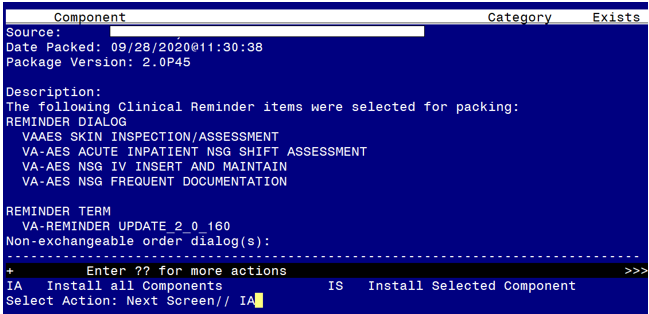 Component Category Exists
Source:
Date Packed: 09/28/2020@11:30:38
Package Version: 2.0P45
Description:
The following Clinical Reminder items were selected for packing:
REMINDER DIALOG
VAAES SKIN INSPECTION/ASSESSMENT
VA-AES ACUTE INPATIENT NSG SHIFT ASSESSMENT
VA-AES NSG IV INSERT AND MAINTAIN
VA-AES NSG FREQUENT DOCUMENTATION
REMINDER TERM
VA-REMINDER UPDATE_2_0_160
Non-exchangeable order dialog(s):
--------------------------------------------------------------------------------
+ Enter ?? for more actions >>>
IA Install all Components IS Install Selected Component
Select Action: Next Screen// IA